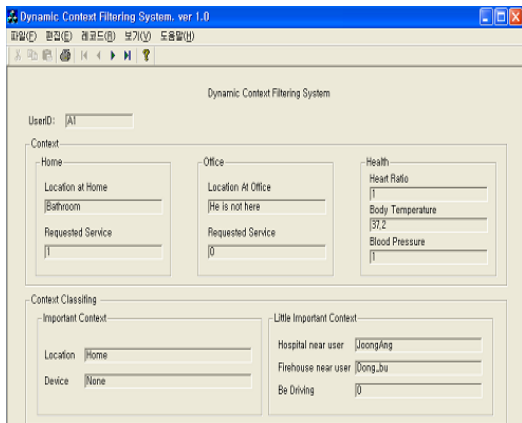 Dynamic Context Filtering System. ver 1.0
파일(F) 편집(E) 레코드(R) 보기(V) 도움말(H)
Dynamic Context Filtering System
UserID: A1
Context
Home
Location at Home
Bathroom
Requested Service
1
Office
Location At Office
He is not here
Requested Service
0
Health
Heart Ratio
1
Body Temperature
37,2
Blood Pressure
1
Context Classifing
Important Context
Location Home
Device None
Little Important Context
Hospital near user JoongAng
Firehouse near user Dong_bu
Be Driving 0